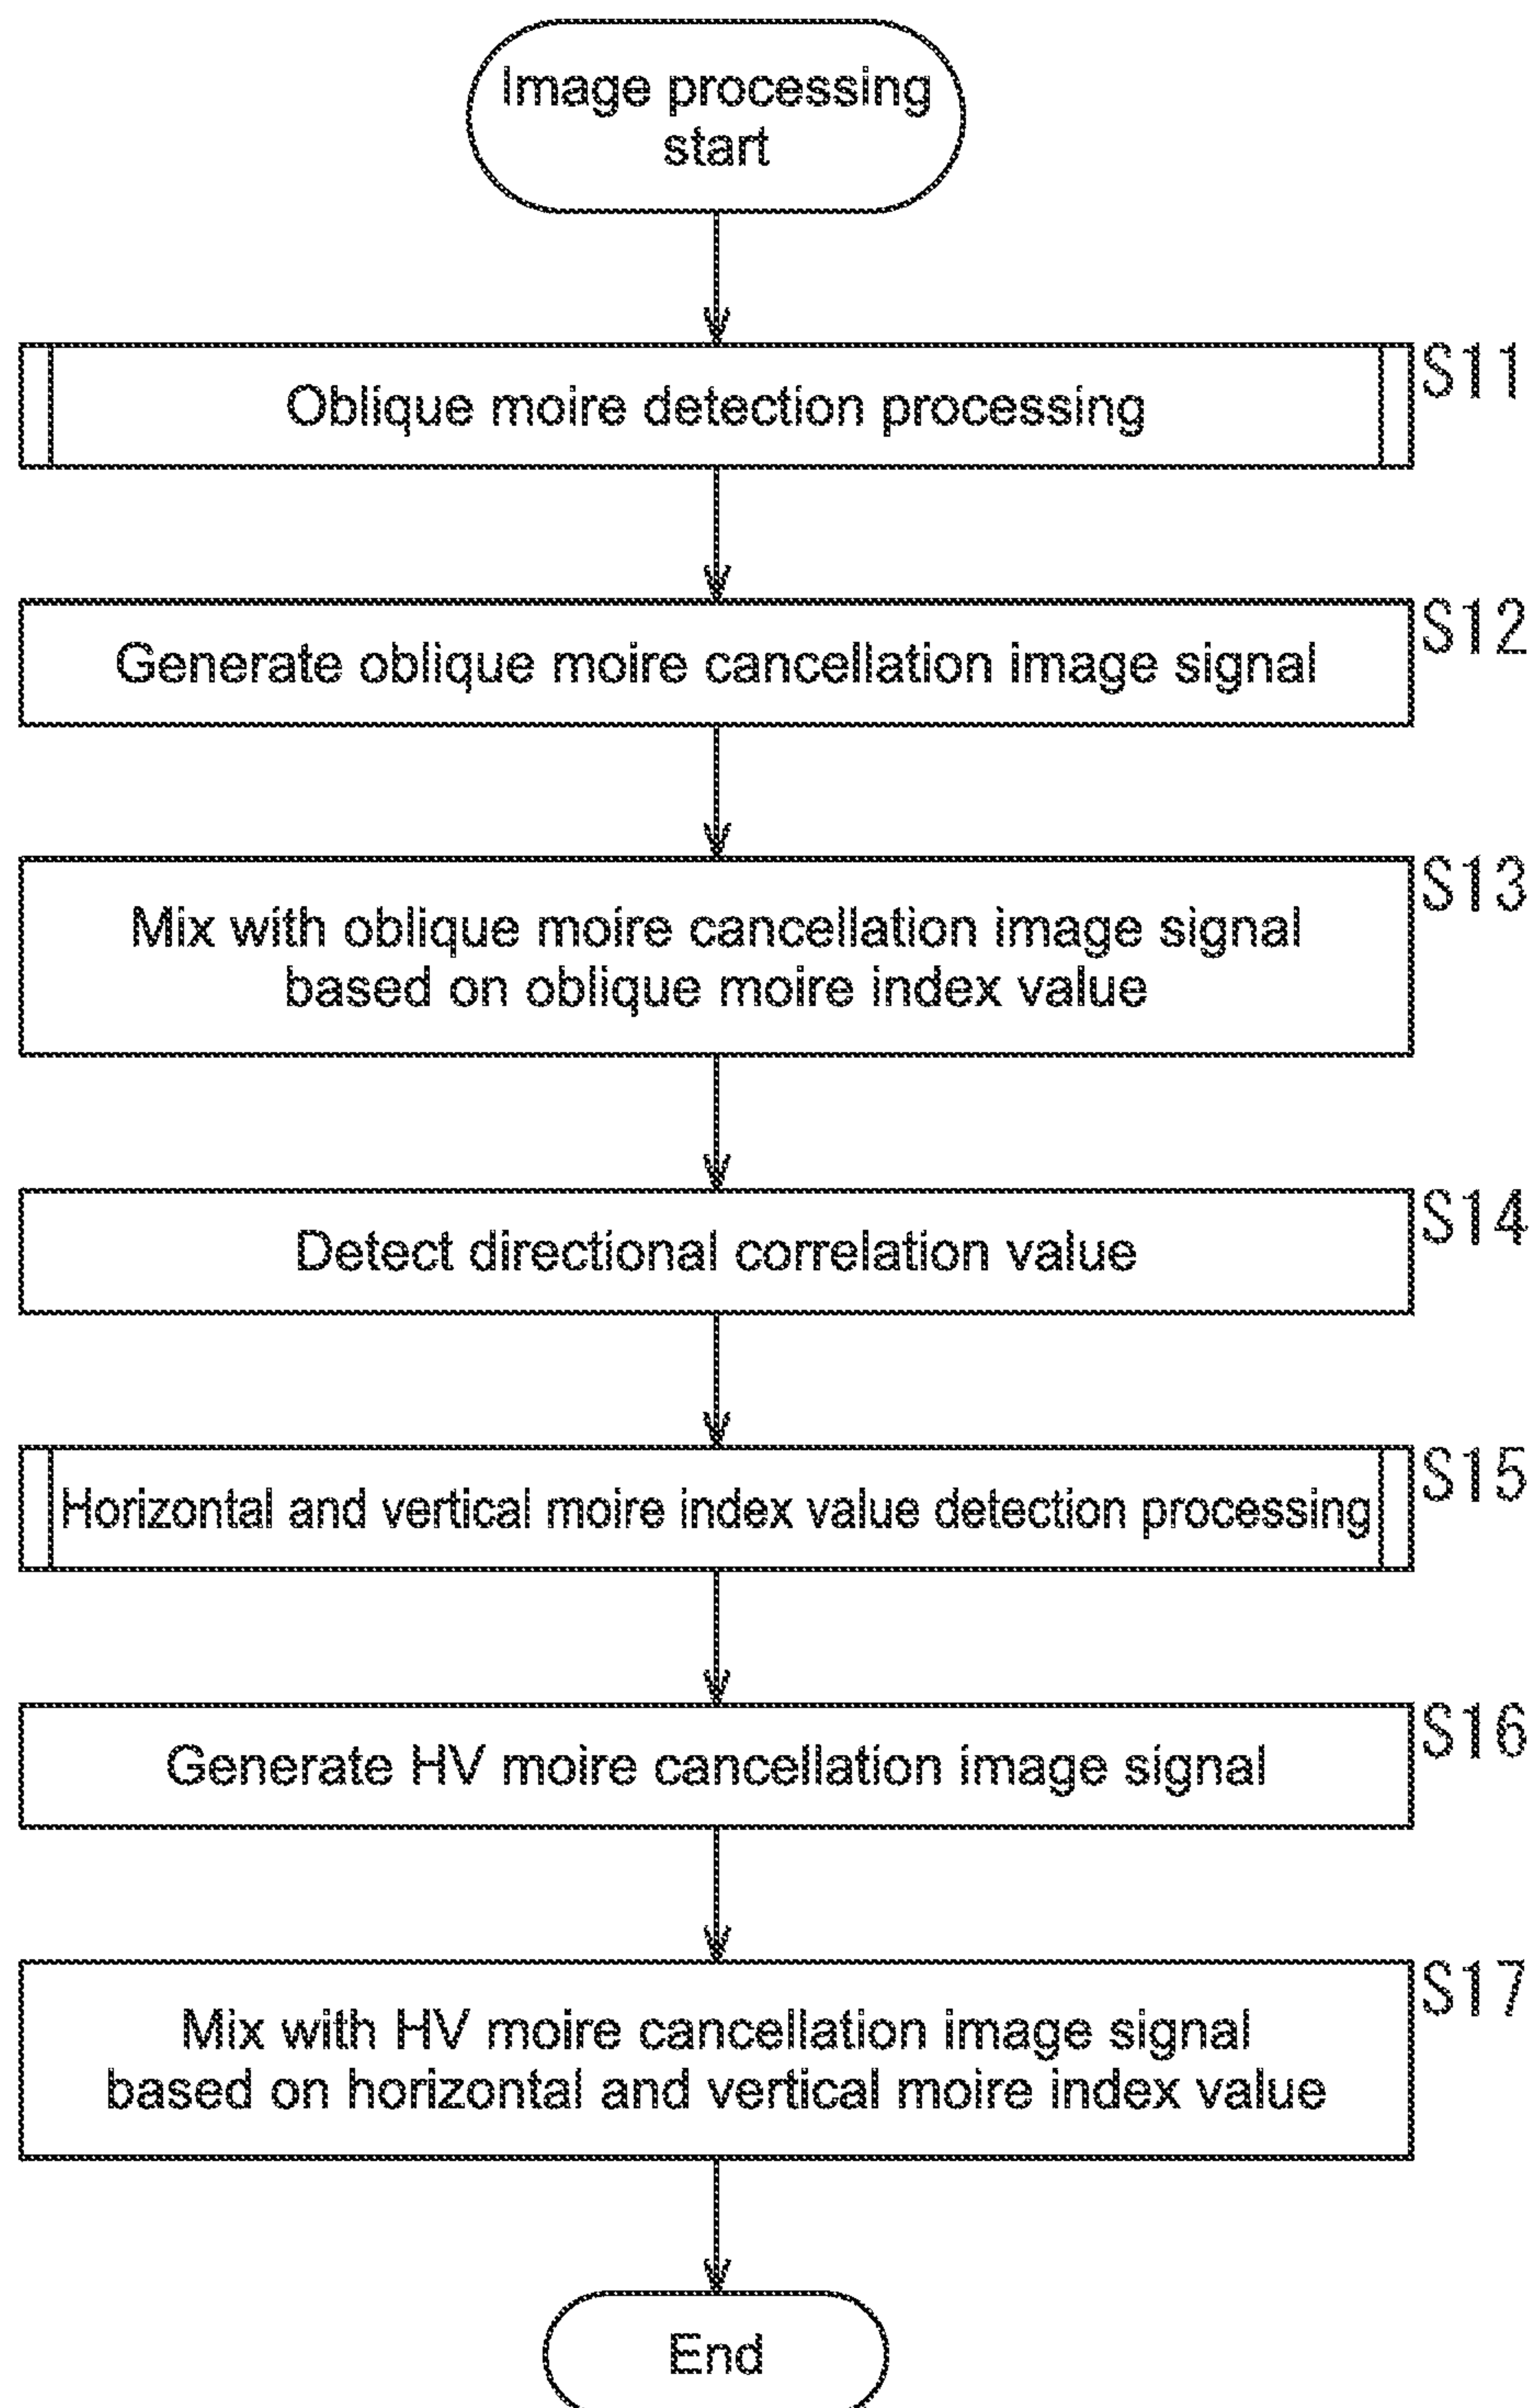 Image processing
start
S11
Oblique moire detection processing
S12
Generate oblique moire cancellation image signal
S13
Mix with oblique moire cancellation image signal
based on oblique moire index value
S14
Detect directional correlation value
S15
Horizontal and vertical moire index value detection processing
S16
Generate HV moire cancellation image signal
S17
Mix with HV moire cancellation image signal
based on horizontal and vertical moire index value
End